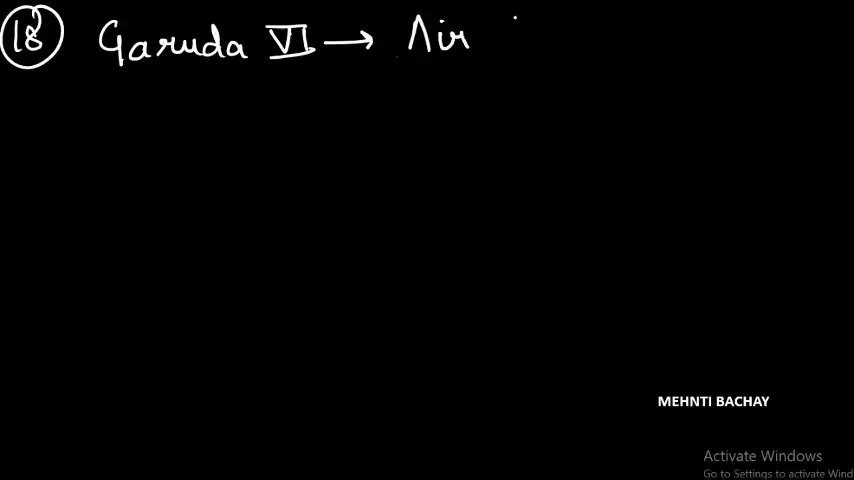 18 Garuda VI → Air
MEHNTI BACHAY
Activate Windows
Go to Settings to activate Wind